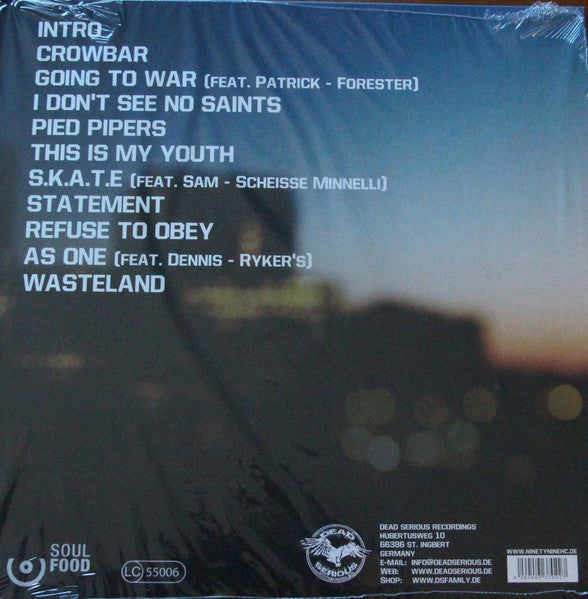 INTRO
CROWBAR
GOING TO WAR (FEAT. PATRICK - FORESTER)
I DON'T SEE NO SAINTS
PIED PIPERS
THIS IS MY YOUTH
S.K.A.T.E (FEAT. SAM - SCHEISSE MINNELLI)
STATEMENT
REFUSE TO OBEY
AS ONE (FEAT. DENNIS - RYKER'S)
WASTELAND
SOUL
FOOD
LC 55006
DEAD
SERIOUS
DEAD SERIOUS RECORDINGS
HUBERTUSWEG 10
66386 ST. INGBERT
GERMANY
E-MAIL: INFO@DEADSERIOUS.DE
WEB: WWW.DEADSERIOUS.DE
SHOP: WWW.DSFAMILY.DE
WWW.NINETYNINEHC.DE